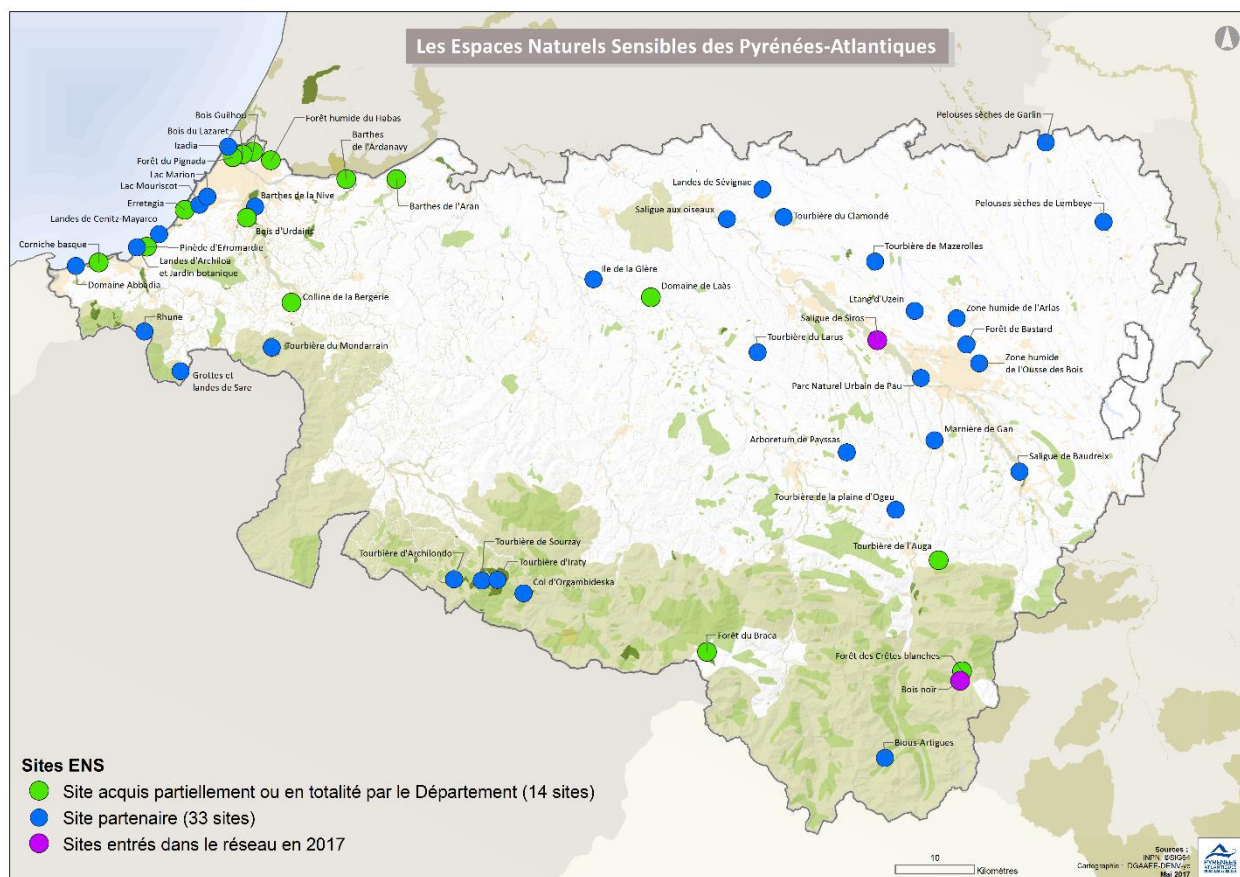 Les Espaces Naturels Sensibles des Pyrénées-Atlantiques
Bois Guilhou
Forêt humide du Habas
Bois du Lazaret
Izadia
Barthes
de l'Ardanavy
Forêt du Pignada
Lac Marion
Lac Mouriscot
Erretegia
Barthes de la Nive
Barthes de l'Aran
Landes de Cenitz-Mayarco
Bois d'Urdains
Corniche basque
Pinède d'Erromardie
Landes d'Archiloa
et Jardin botanique
Domaine Abbadia
Colline de la Bergerie
Rhune
Tourbière du Mondarrain
Grottes et
landes de Sare
Pelouses sèches de Garlin
Landes de Sévignac
Saligue aux oiseaux
Tourbière du Clamondé
Pelouses sèches de Lembeye
Tourbière de Mazerolles
Ile de la Glère
Domaine de Laàs
Ltang d'Uzein
Zone humide de l'Arlas
Saligue de Siros
Forêt de Bastard
Tourbière du Larus
Zone humide
de l'Ousse des Bois
Parc Naturel Urbain de Pau
Marnière de Gan
Arboretum de Payssas
Saligue de Baudreix
Tourbière de la plaine d'Ogeu
Tourbière de l'Auga
Tourbière d'Archilondo
Tourbière de Sourzay
Tourbière d'Iraty
Col d'Orgambideska
Forêt du Braca
Forêt des Crêtes blanches
Bois noir
Bious-Artigues
Sites ENS
Site acquis partiellement ou en totalité par le Département (14 sites)
Site partenaire (33 sites)
Sites entrés dans le réseau en 2017
10
Kilomètres
Sources :
INPN, ©SIG64
Cartographie : DGAAEE-DENV-yc
Mai 2017
PYRÉNÉES
ATLANTIQUES